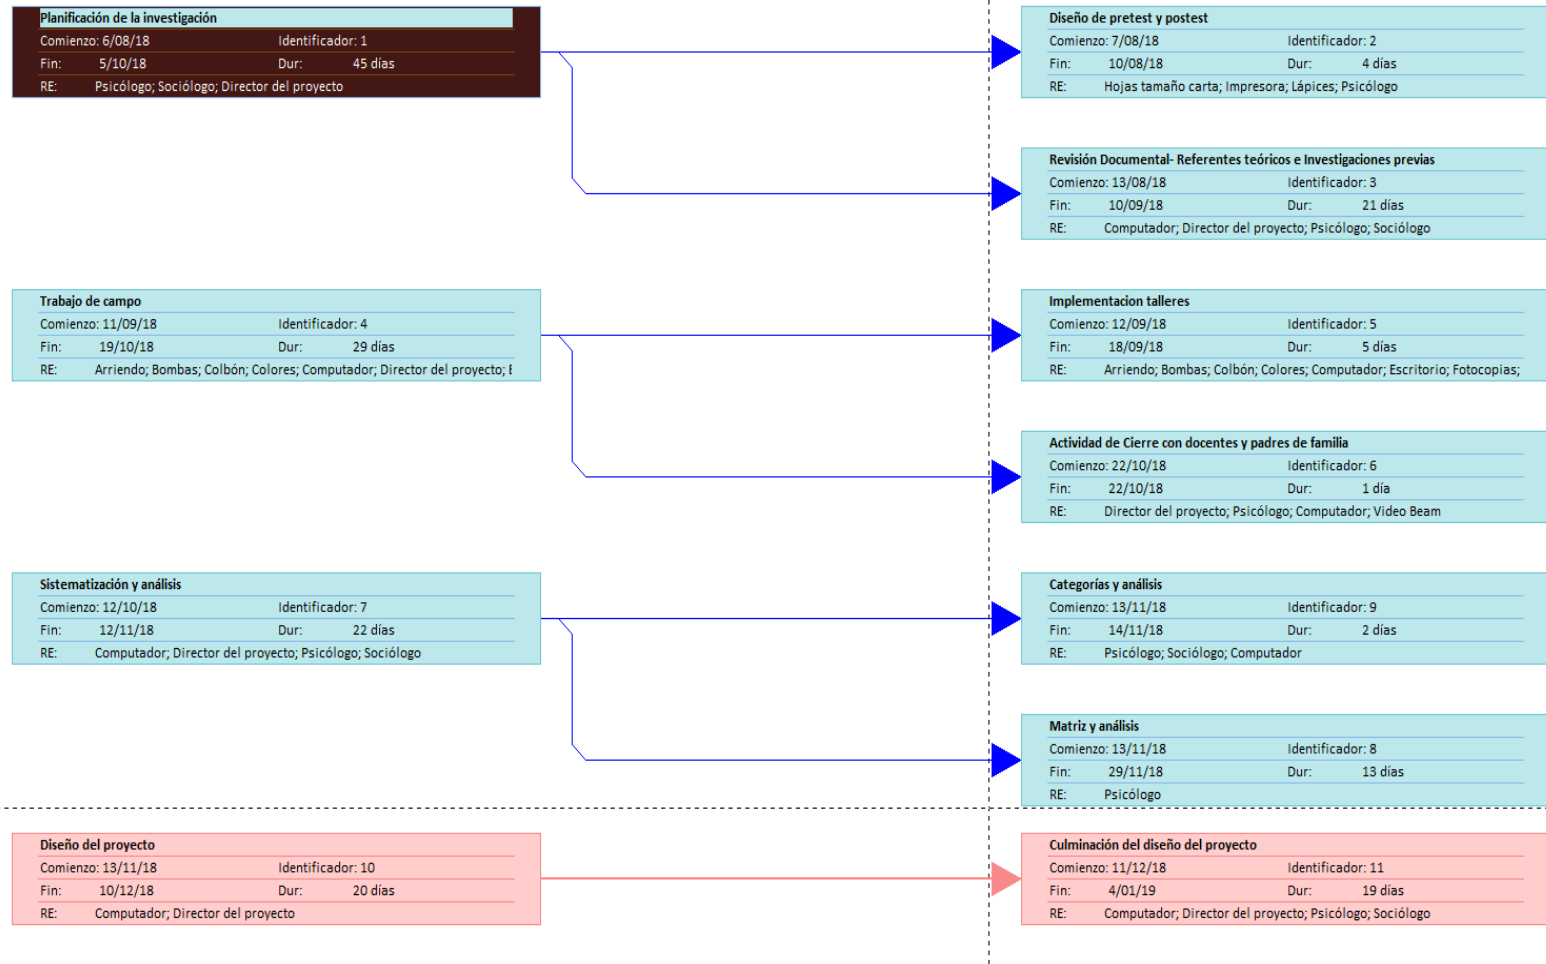 Planificación de la investigación
Comienzo: 6/08/18 Identificador: 1
Fin: 5/10/18 Dur: 45 días
RE: Psicólogo; Sociólogo; Director del proyecto
Diseño de pretest y postest
Comienzo: 7/08/18 Identificador: 2
Fin: 10/08/18 Dur: 4 días
RE: Hojas tamaño carta; Impresora; Lápices; Psicólogo
Revisión Documental- Referentes teóricos e Investigaciones previas
Comienzo: 13/08/18 Identificador: 3
Fin: 10/09/18 Dur: 21 días
RE: Computador; Director del proyecto; Psicólogo; Sociólogo
Trabajo de campo
Comienzo: 11/09/18 Identificador: 4
Fin: 19/10/18 Dur: 29 días
RE: Arriendo; Bombas; Colbón; Colores; Computador; Director del proyecto;
Implementacion talleres
Comienzo: 12/09/18 Identificador: 5
Fin: 18/09/18 Dur: 5 días
RE: Arriendo; Bombas; Colbón; Colores; Computador; Escritorio; Fotocopias;
Actividad de Cierre con docentes y padres de familia
Comienzo: 22/10/18 Identificador: 6
Fin: 22/10/18 Dur: 1 día
RE: Director del proyecto; Psicólogo; Computador; Video Beam
Sistematización y análisis
Comienzo: 12/10/18 Identificador: 7
Fin: 12/11/18 Dur: 22 días
RE: Computador; Director del proyecto; Psicólogo; Sociólogo
Categorías y análisis
Comienzo: 13/11/18 Identificador: 9
Fin: 14/11/18 Dur: 2 días
RE: Psicólogo; Sociólogo; Computador
Matriz y análisis
Comienzo: 13/11/18 Identificador: 8
Fin: 29/11/18 Dur: 13 días
RE: Psicólogo
Diseño del proyecto
Comienzo: 13/11/18 Identificador: 10
Fin: 10/12/18 Dur: 20 días
RE: Computador; Director del proyecto
Culminación del diseño del proyecto
Comienzo: 11/12/18 Identificador: 11
Fin: 4/01/19 Dur: 19 días
RE: Computador; Director del proyecto; Psicólogo; Sociólogo